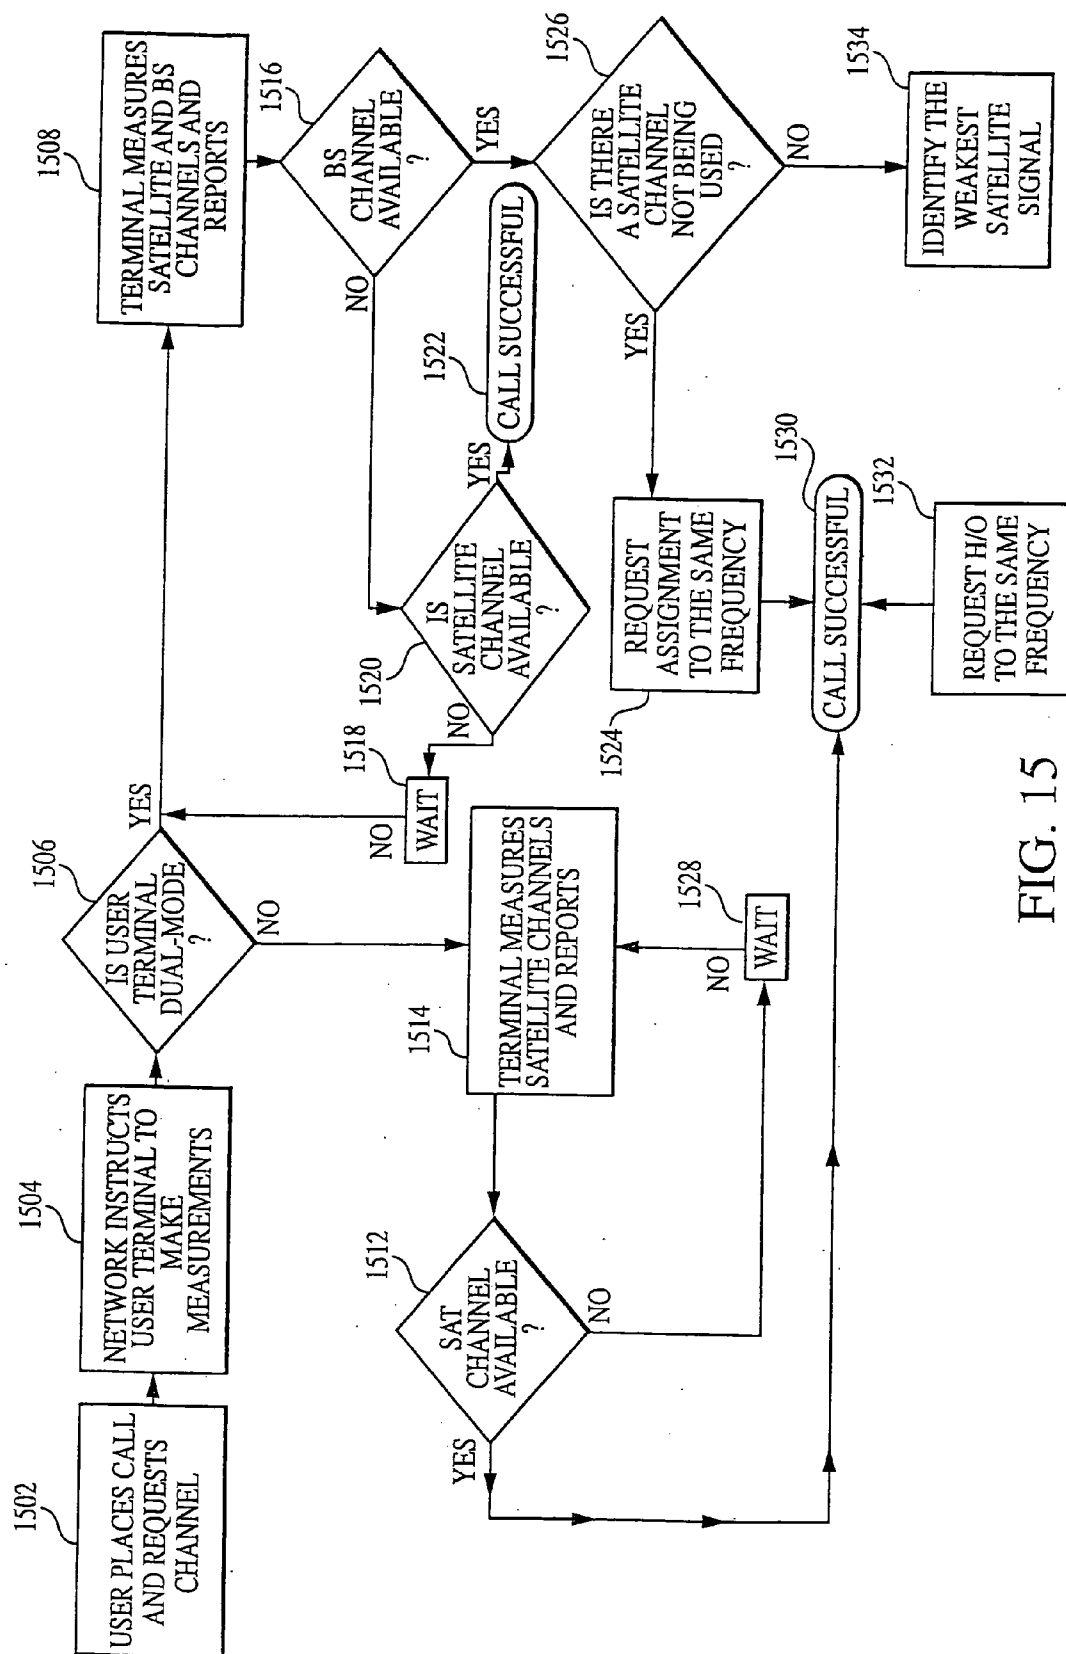 1502
USER PLACES CALL
AND REQUESTS
CHANNEL
1504
NETWORK INSTRUCTS
USER TERMINAL TO
MAKE
MEASUREMENTS
1506
IS USER
TERMINAL
DUAL-MODE
?
YES
NO
1508
TERMINAL MEASURES
SATELLITE AND BS
CHANNELS AND
REPORTS
1516
BS
CHANNEL
AVAILABLE
?
NO
YES
1518
NO
WAIT
1520
IS
SATELLITE
CHANNEL
AVAILABLE
?
NO
YES
1522
CALL SUCCESSFUL
1526
IS THERE
A SATELLITE
CHANNEL
NOT BEING
USED
?
YES
NO
1512
SAT
CHANNEL
AVAILABLE
?
YES
NO
1514
TERMINAL MEASURES
SATELLITE CHANNELS
AND REPORTS
1528
NO
WAIT
1524
REQUEST
ASSIGNMENT
TO THE SAME
FREQUENCY
1530
CALL SUCCESSFUL
1532
REQUEST H/O
TO THE SAME
FREQUENCY
1534
IDENTIFY THE
WEAKEST
SATELLITE
SIGNAL
FIG. 15